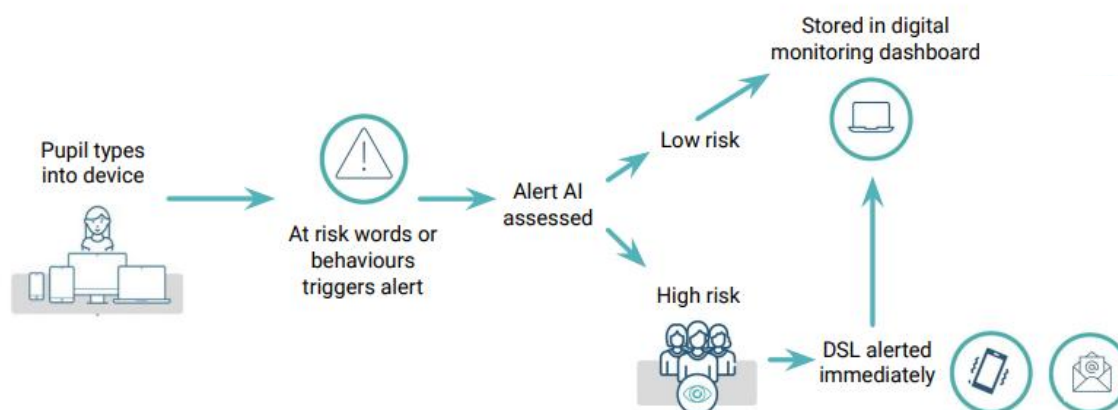 Pupil types
into device
At risk words or
behaviours
triggers alert
Alert AI
assessed
Low risk
Stored in digital
monitoring dashboard
High risk
DSL alerted
immediately
@